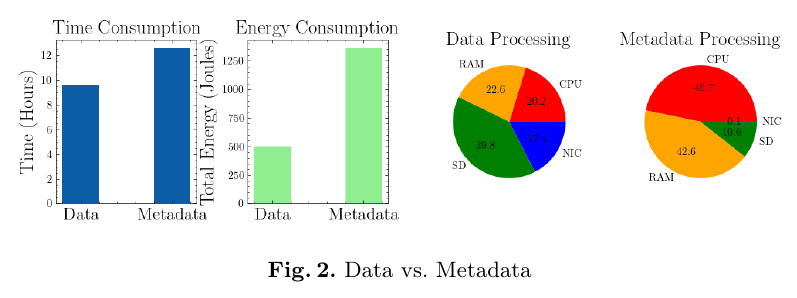 Time Consumption
Time (Hours)
12
10
8
6
4
2
0
Data
Metadata
Energy Consumption
Total Energy (Joules)
1250
1000
750
500
250
0
Data
Metadata
Data Processing
RAM
CPU
22.6
20.2
39.8
SD
NIC
Metadata Processing
CPU
46.7
0.1
NIC
10.6
SD
42.6
RAM
Fig. 2. Data vs. Metadata